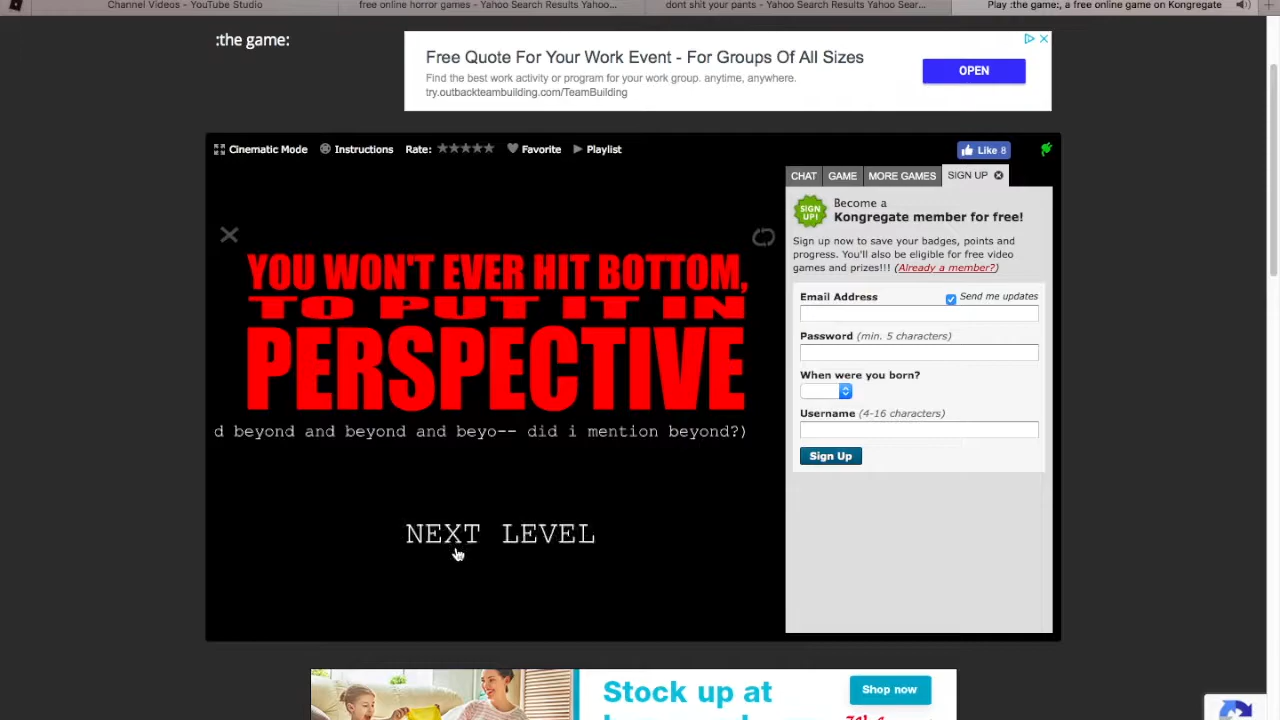 Channel Videos - YouTube Studio
free online horror games - Yahoo Search Results Yahoo...
dont shit your pants - Yahoo Search Results Yahoo Sear...
Play :the game:, a free online game on Kongregate
:the game:
Free Quote For Your Work Event - For Groups Of All Sizes
Find the best work activity or program for your work group. anytime, anywhere.
try.outbackteambuilding.com/TeamBuilding
OPEN
Cinematic Mode
Instructions
Rate:
Favorite
Playlist
Like 8
YOU WON'T EVER HIT BOTTOM,
TO PUT IT IN
PERSPECTIVE
d beyond and beyond and beyo-- did i mention beyond?)
NEXT LEVEL
CHAT
GAME
MORE GAMES
SIGN UP
SIGN UP!
Become a
Kongregate member for free!
Sign up now to save your badges, points and
progress. You'll also be eligible for free video
games and prizes!!! (Already a member?)
Email Address
Send me updates
Password (min. 5 characters)
When were you born?
Username (4-16 characters)
Sign Up
Stock up at
Shop now